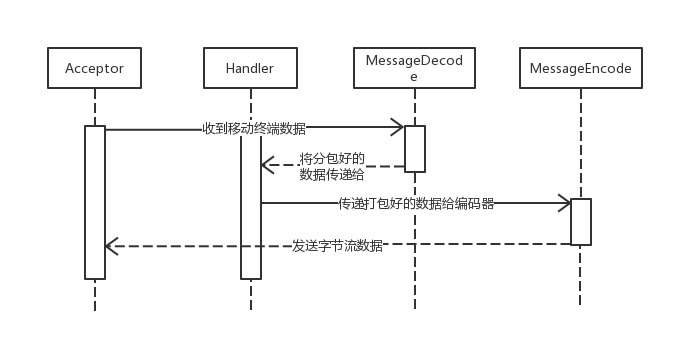 Acceptor
Handler
MessageDecod
e
MessageEncode
收到移动终端数据
将分包好的
数据传递给
传递打包好的数据给编码器
发送字节流数据